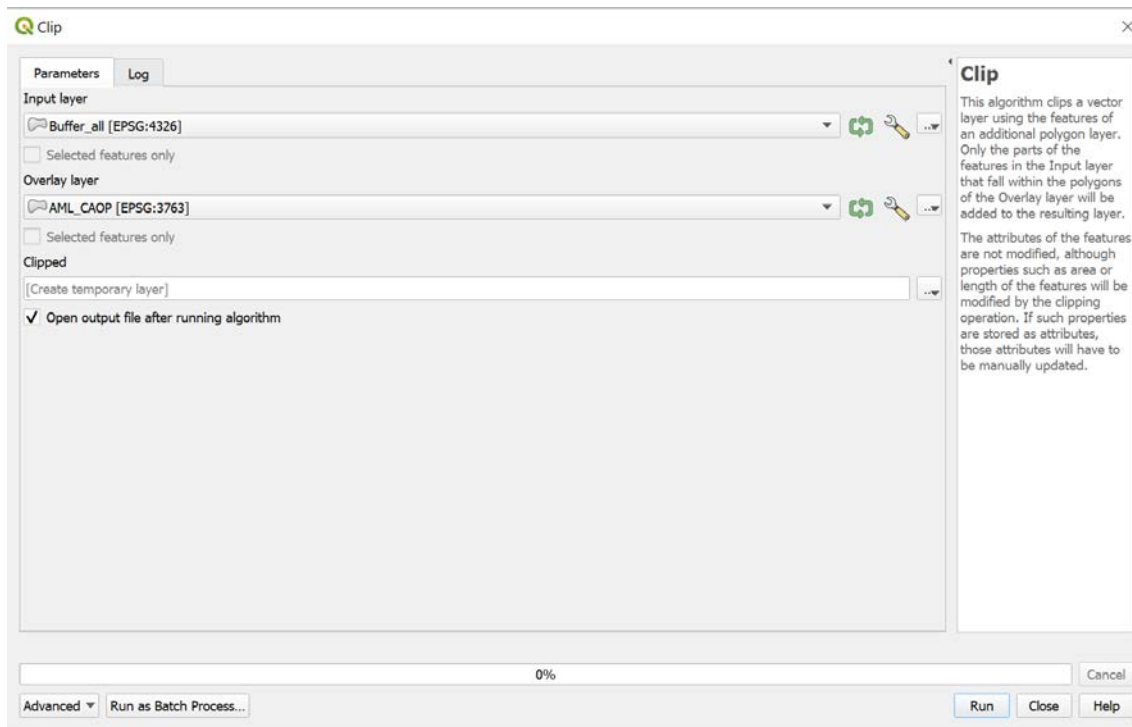 Clip
Parameters Log
Input layer
Buffer_all [EPSG:4326]
Selected features only
Overlay layer
AML_CAOP [EPSG:3763]
Selected features only
Clipped
[Create temporary layer]
Open output file after running algorithm
Clip
This algorithm clips a vector
layer using the features of
an additional polygon layer.
Only the parts of the
features in the Input layer
that fall within the polygons
of the Overlay layer will be
added to the resulting layer.
The attributes of the features
are not modified, although
properties such as area or
length of the features will be
modified by the clipping
operation. If such properties
are stored as attributes,
those attributes will have to
be manually updated.
0%
Cancel
Advanced Run as Batch Process...
Run Close Help